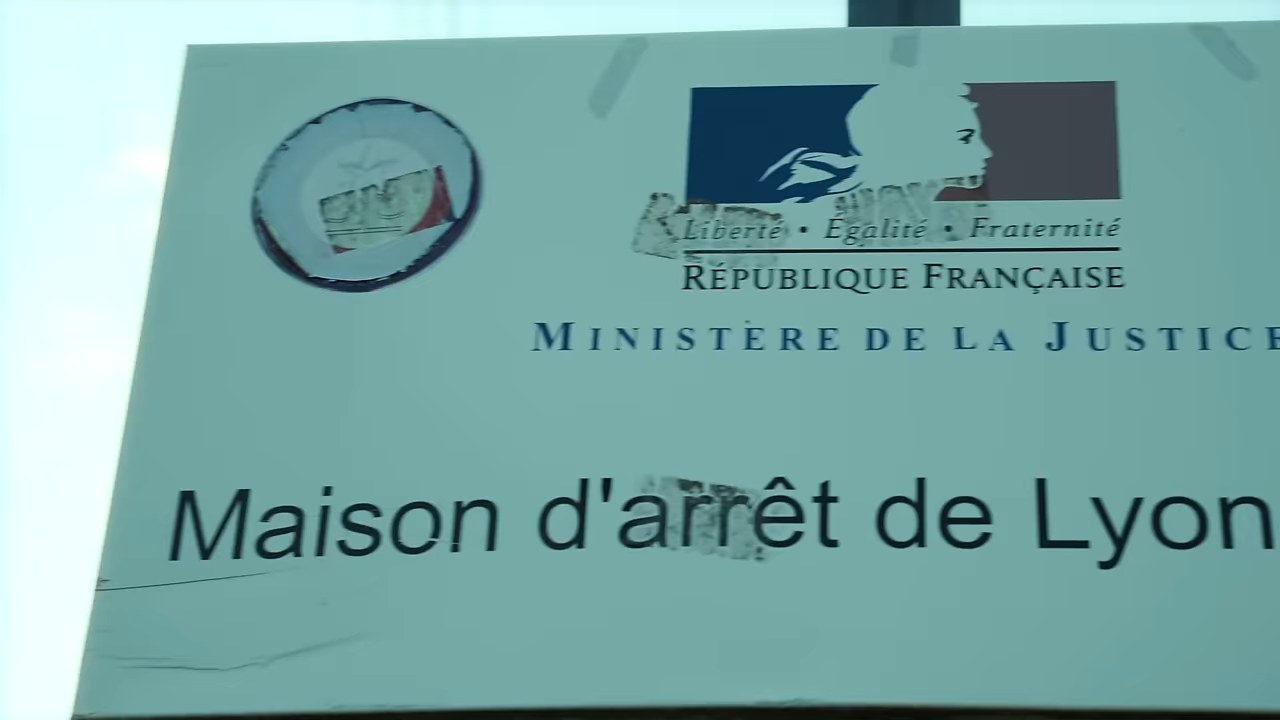 Liberté • Égalité • Fraternité
RÉPUBLIQUE FRANÇAISE
MINISTÈRE DE LA JUSTICE
Maison d'arrêt de Lyon